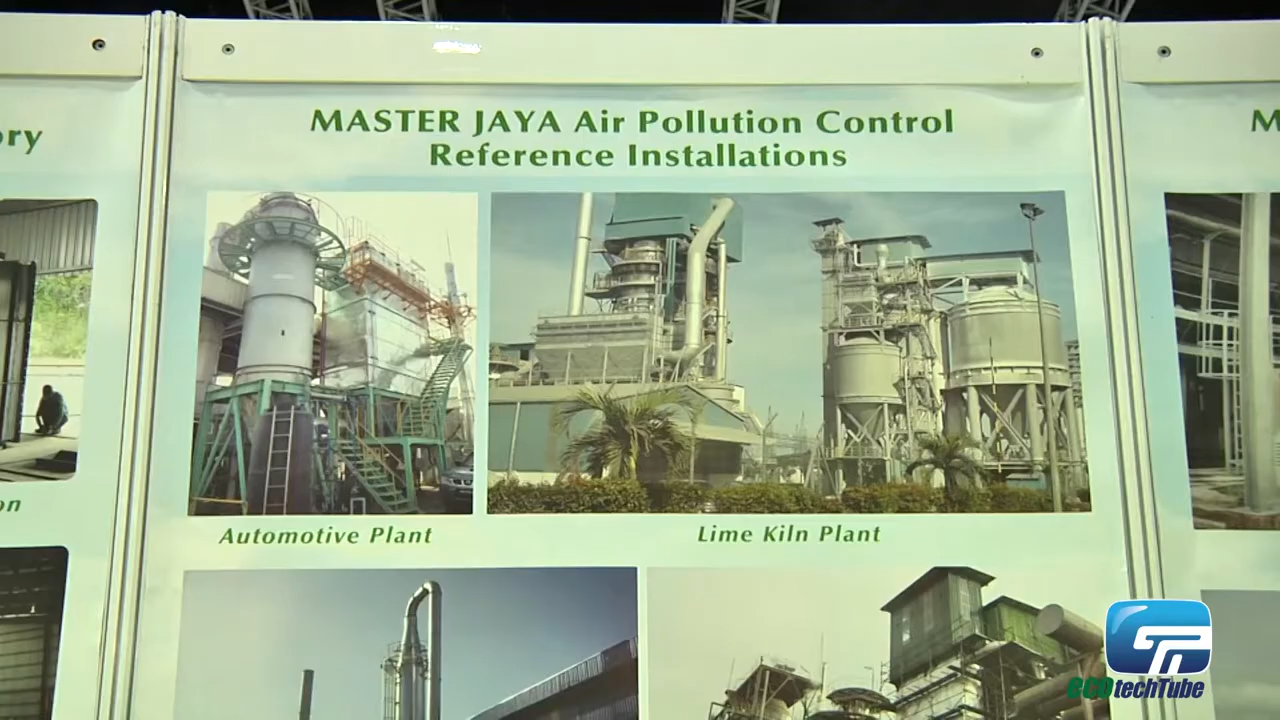 ory
MASTER JAYA Air Pollution Control
Reference Installations
M
on
Automotive Plant
Lime Kiln Plant
ecotechTube